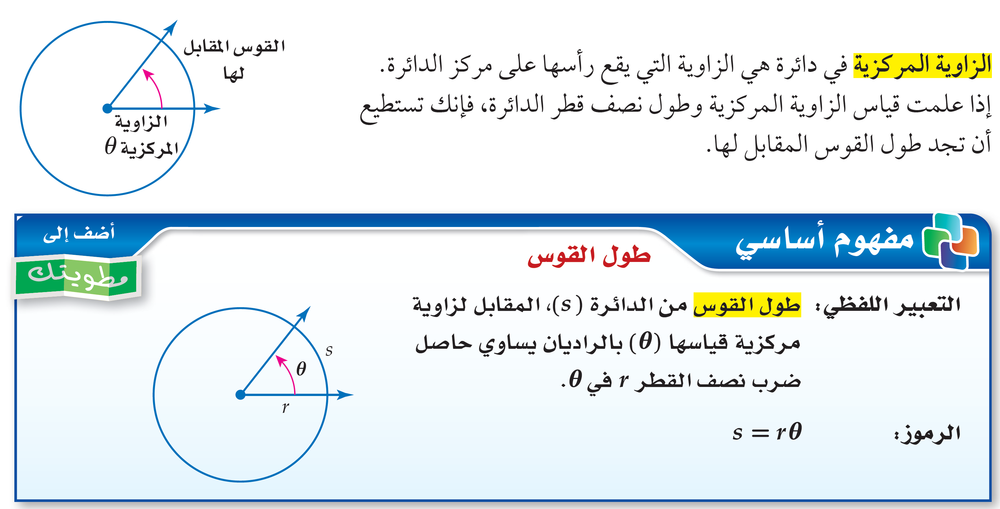 القوس المقابل
لها
الزاوية
المركزية θ
الزاوية المركزية في دائرة هي الزاوية التي يقع رأسها على مركز الدائرة.
إذا علمت قياس الزاوية المركزية وطول نصف قطر الدائرة، فإنك تستطيع
أن تجد طول القوس المقابل لها.
مفهوم أساسي
أضف إلى
مطويتك
طول القوس
التعبير اللفظي: طول القوس من الدائرة (s)، المقابل لزاوية
مركزية قياسها (θ) بالراديان يساوي حاصل
ضرب نصف القطر r في θ.
الرموز: s = rθ
s
θ
r